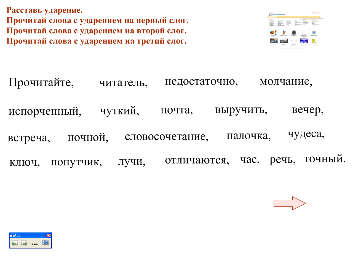 Расставь ударение.
Прочитай слова с ударением на первый слог.
Прочитай слова с ударением на второй слог.
Прочитай слова с ударением на третий слог.
Прочитайте, читатель, недостаточно, молчание,
испорченный, чуткий, почта, выручить, вечер,
встреча, ночной, словосочетание, палочка, чудеса,
ключ, попутчик, лучи, отличаются, час, речь, точный.